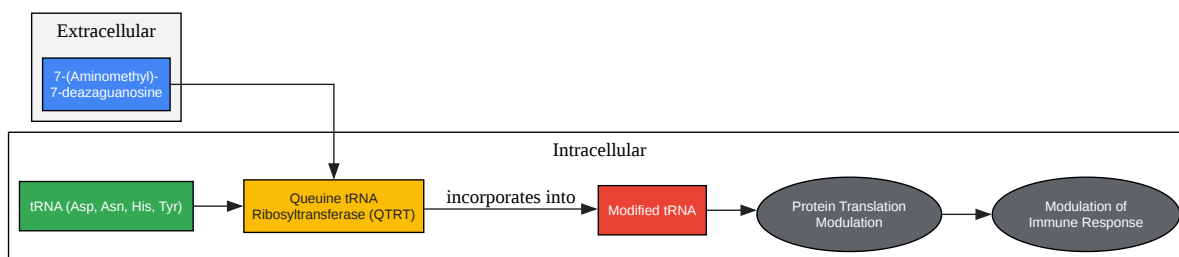 Extracellular
7-(Aminomethyl)-
7-deazaguanosine
Intracellular
tRNA (Asp, Asn, His, Tyr)
Queuine tRNA
Ribosyltransferase (QTRT)
incorporates into
Modified tRNA
Protein Translation
Modulation
Modulation of
Immune Response